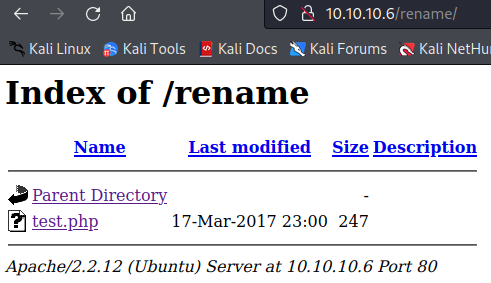 10.10.10.6/rename/
Kali Linux Kali Tools Kali Docs Kali Forums Kali NetHu
Index of /rename
Name Last modified Size Description
Parent Directory -
test.php 17-Mar-2017 23:00 247
Apache/2.2.12 (Ubuntu) Server at 10.10.10.6 Port 80